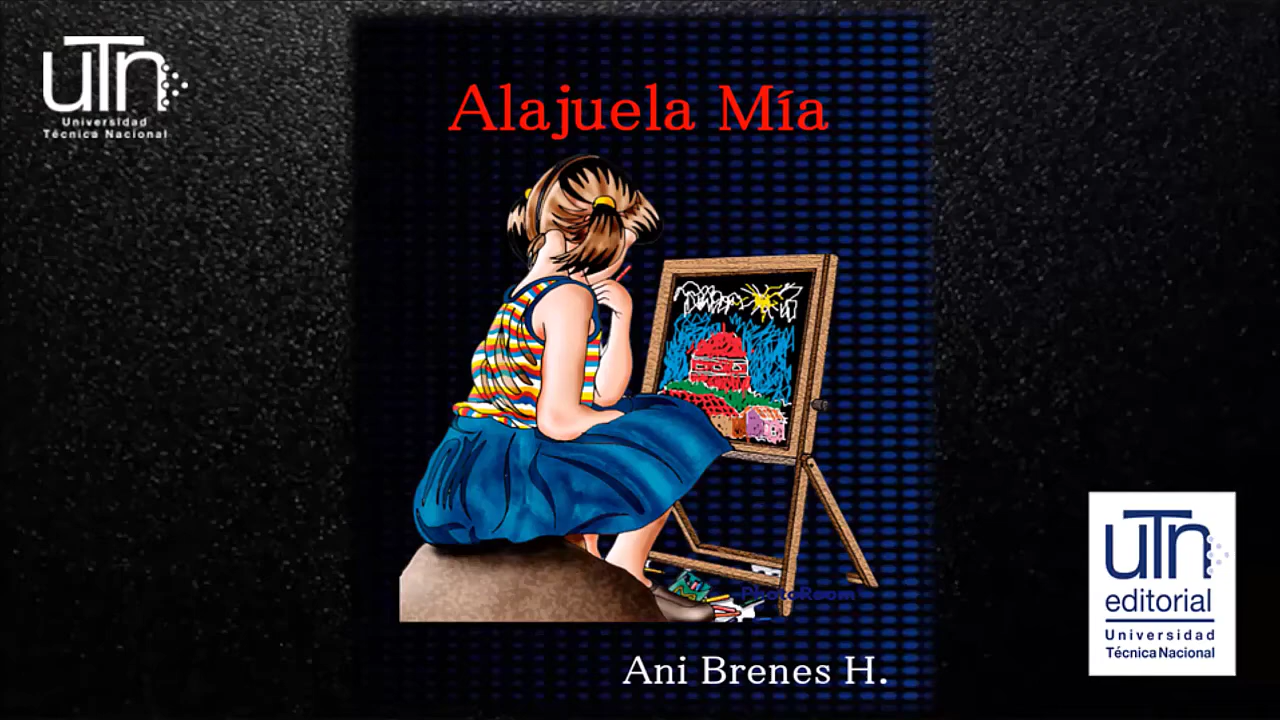 uTn
Universidad
Técnica Nacional
Alajuela Mía
PhotoRoom
Ani Brenes H.
uTn
editorial
Universidad
Técnica Nacional